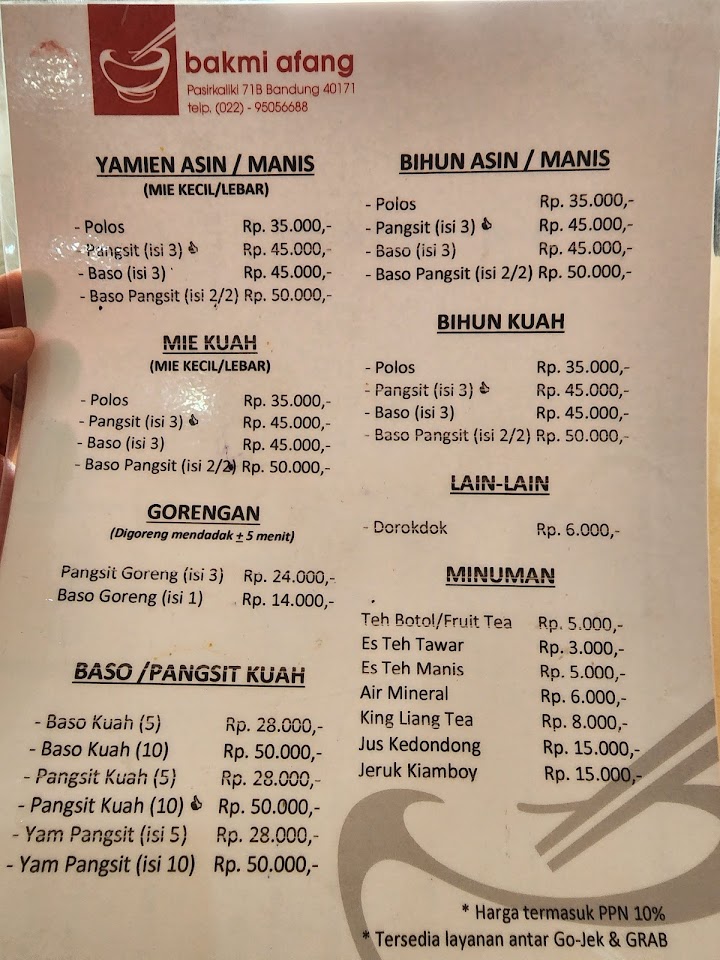 bakmi afang
Pasirkaliki 71B Bandung 40171
telp. (022) - 95056688
YAMIEN ASIN / MANIS
(MIE KECIL/LEBAR)
- Polos Rp. 35.000,-
- Pangsit (isi 3) 👍 Rp. 45.000,-
- Baso (isi 3) Rp. 45.000,-
- Baso Pangsit (isi 2/2) Rp. 50.000,-
MIE KUAH
(MIE KECIL/LEBAR)
- Polos Rp. 35.000,-
- Pangsit (isi 3) 👍 Rp. 45.000,-
- Baso (isi 3) Rp. 45.000,-
- Baso Pangsit (isi 2/2) Rp. 50.000,-
GORENGAN
(Digoreng mendadak ± 5 menit)
Pangsit Goreng (isi 3) Rp. 24.000,-
Baso Goreng (isi 1) Rp. 14.000,-
BASO /PANGSIT KUAH
- Baso Kuah (5) Rp. 28.000,-
- Baso Kuah (10) Rp. 50.000,-
- Pangsit Kuah (5) Rp. 28.000,-
- Pangsit Kuah (10) 👍 Rp. 50.000,-
- Yam Pangsit (isi 5) Rp. 28.000,-
- Yam Pangsit (isi 10) Rp. 50.000,-
BIHUN ASIN / MANIS
- Polos Rp. 35.000,-
- Pangsit (isi 3) 👍 Rp. 45.000,-
- Baso (isi 3) Rp. 45.000,-
- Baso Pangsit (isi 2/2) Rp. 50.000,-
BIHUN KUAH
- Polos Rp. 35.000,-
- Pangsit (isi 3) 👍 Rp. 45.000,-
- Baso (isi 3) Rp. 45.000,-
- Baso Pangsit (isi 2/2) Rp. 50.000,-
LAIN-LAIN
- Dorokdok Rp. 6.000,-
MINUMAN
Teh Botol/Fruit Tea Rp. 5.000,-
Es Teh Tawar Rp. 3.000,-
Es Teh Manis Rp. 5.000,-
Air Mineral Rp. 6.000,-
King Liang Tea Rp. 8.000,-
Jus Kedondong Rp. 15.000,-
Jeruk Kiamboy Rp. 15.000,-
* Harga termasuk PPN 10%
* Tersedia layanan antar Go-Jek & GRAB